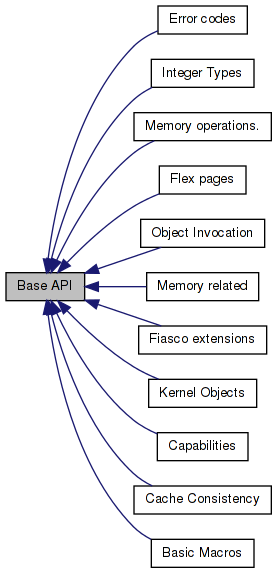 Error codes
Integer Types
Memory operations.
Flex pages
Object Invocation
Base API
Memory related
Fiasco extensions
Kernel Objects
Capabilities
Cache Consistency
Basic Macros